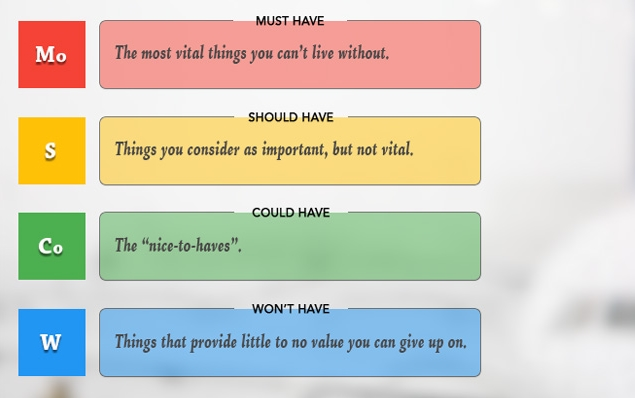 MUST HAVE
Mo
The most vital things you can't live without.
SHOULD HAVE
S
Things you consider as important, but not vital.
COULD HAVE
Co
The “nice-to-haves”.
WON'T HAVE
W
Things that provide little to no value you can give up on.